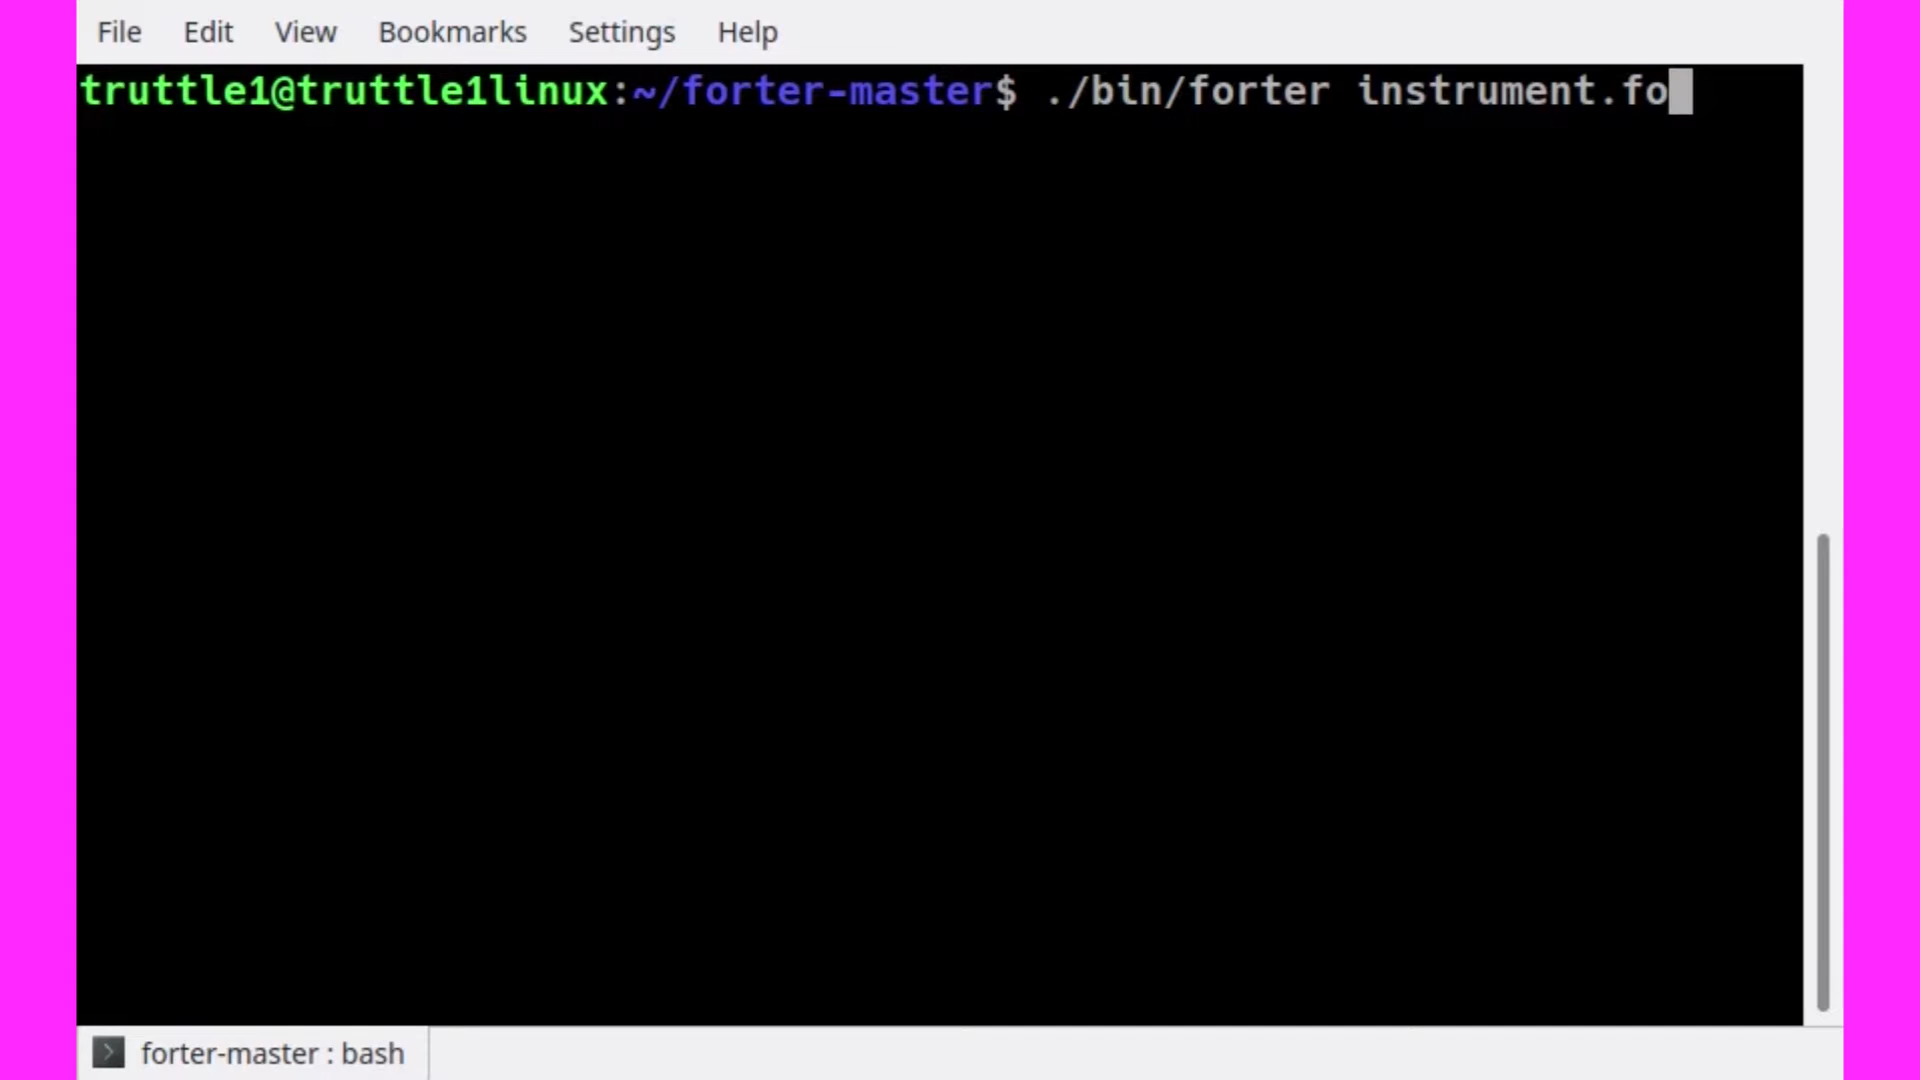 File Edit View Bookmarks Settings Help
truttle1@truttle1linux:~/forter-master$ ./bin/forter instrument.fo
forter-master : bash